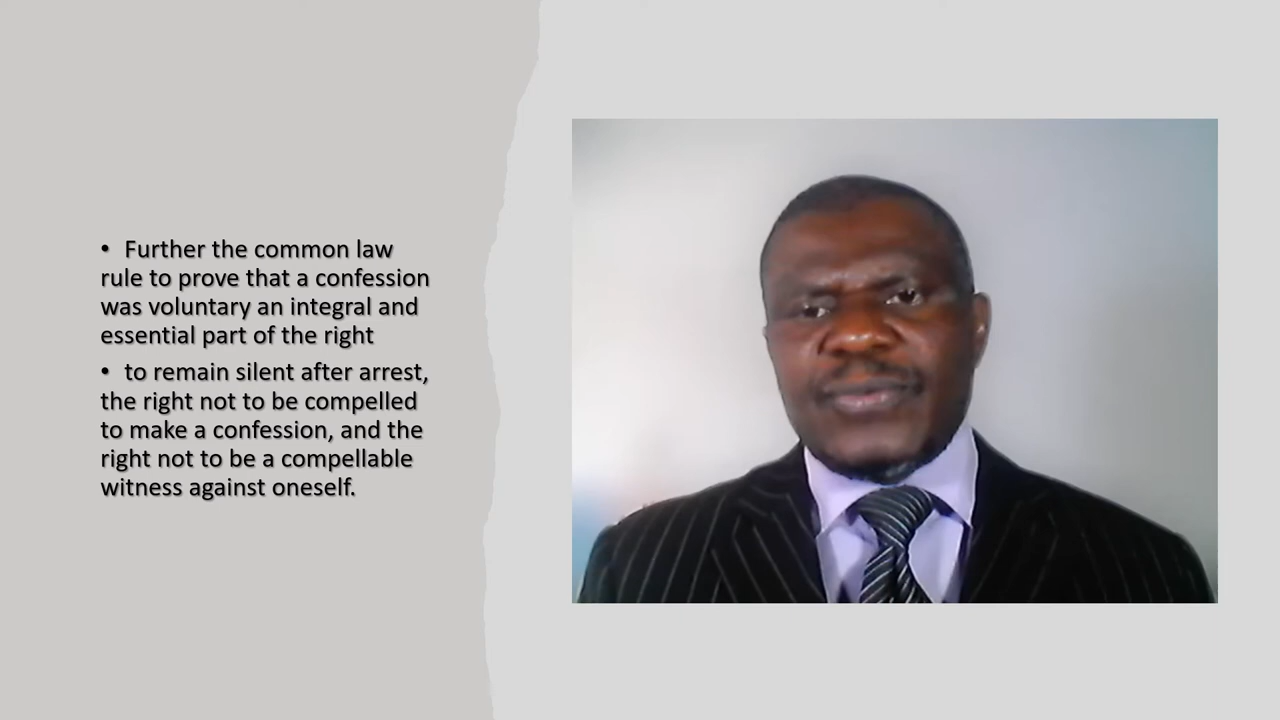 • Further the common law
rule to prove that a confession
was voluntary an integral and
essential part of the right
• to remain silent after arrest,
the right not to be compelled
to make a confession, and the
right not to be a compellable
witness against oneself.